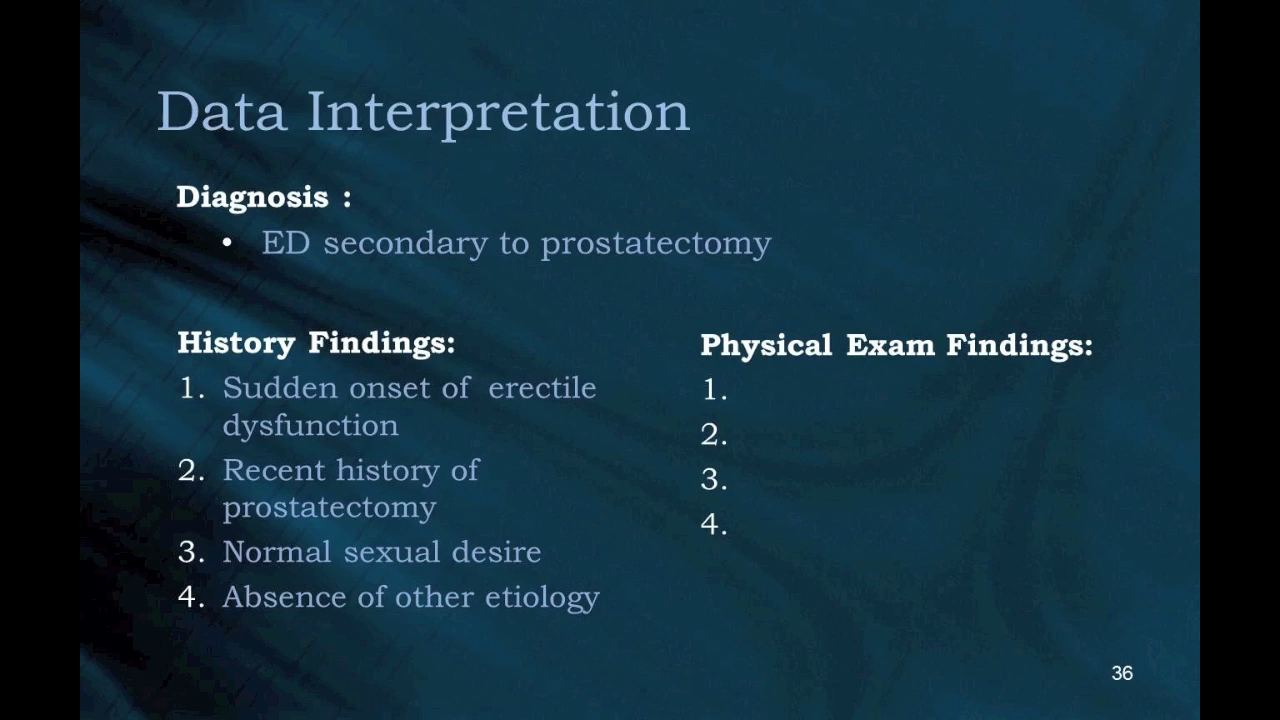 Data Interpretation
Diagnosis :
• ED secondary to prostatectomy
History Findings:
1. Sudden onset of erectile
dysfunction
2. Recent history of
prostatectomy
3. Normal sexual desire
4. Absence of other etiology
Physical Exam Findings:
1.
2.
3.
4.
36